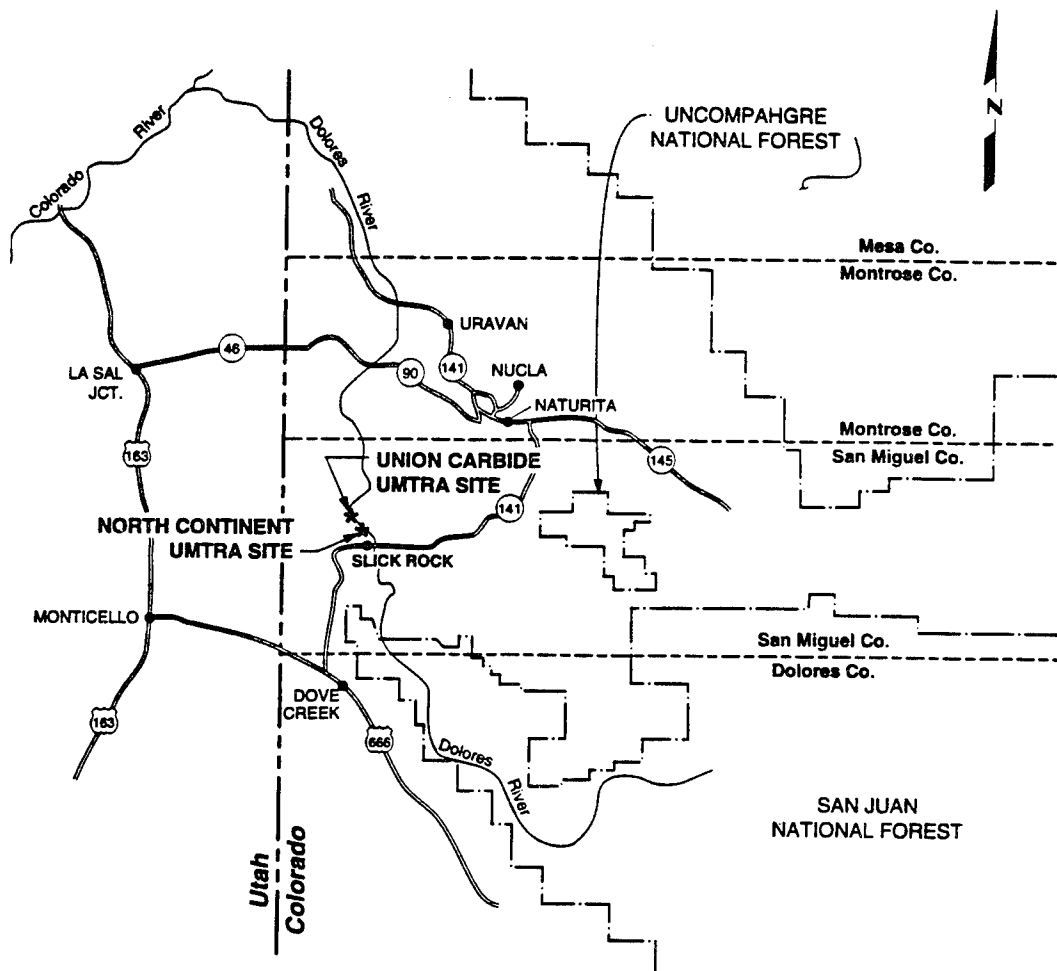 N
UNCOMPAHGRE
NATIONAL FOREST
Colorado
River
Dolores
River
Mesa Co.
Montrose Co.
URAVAN
46
141
90
NUCLA
LA SAL
JCT.
NATURITA
Montrose Co.
San Miguel Co.
163
145
UNION CARBIDE
UMTRA SITE
141
NORTH CONTINENT
UMTRA SITE
SLICK ROCK
MONTICELLO
San Miguel Co.
Dolores Co.
DOVE
CREEK
163
666
Dolores
River
SAN JUAN
NATIONAL FOREST
Utah
Colorado